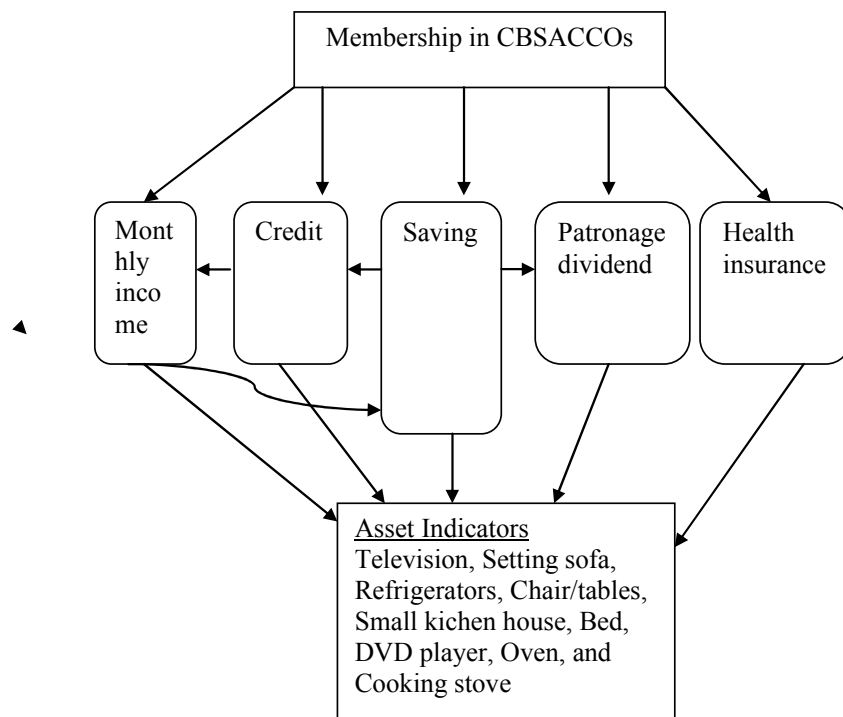 Membership in CBSACCOs
Mont
hly
inco
me
Credit
Saving
Patronage
dividend
Health
insurance
Asset Indicators
Television, Setting sofa,
Refrigerators, Chair/tables,
Small kichen house, Bed,
DVD player, Oven, and
Cooking stove